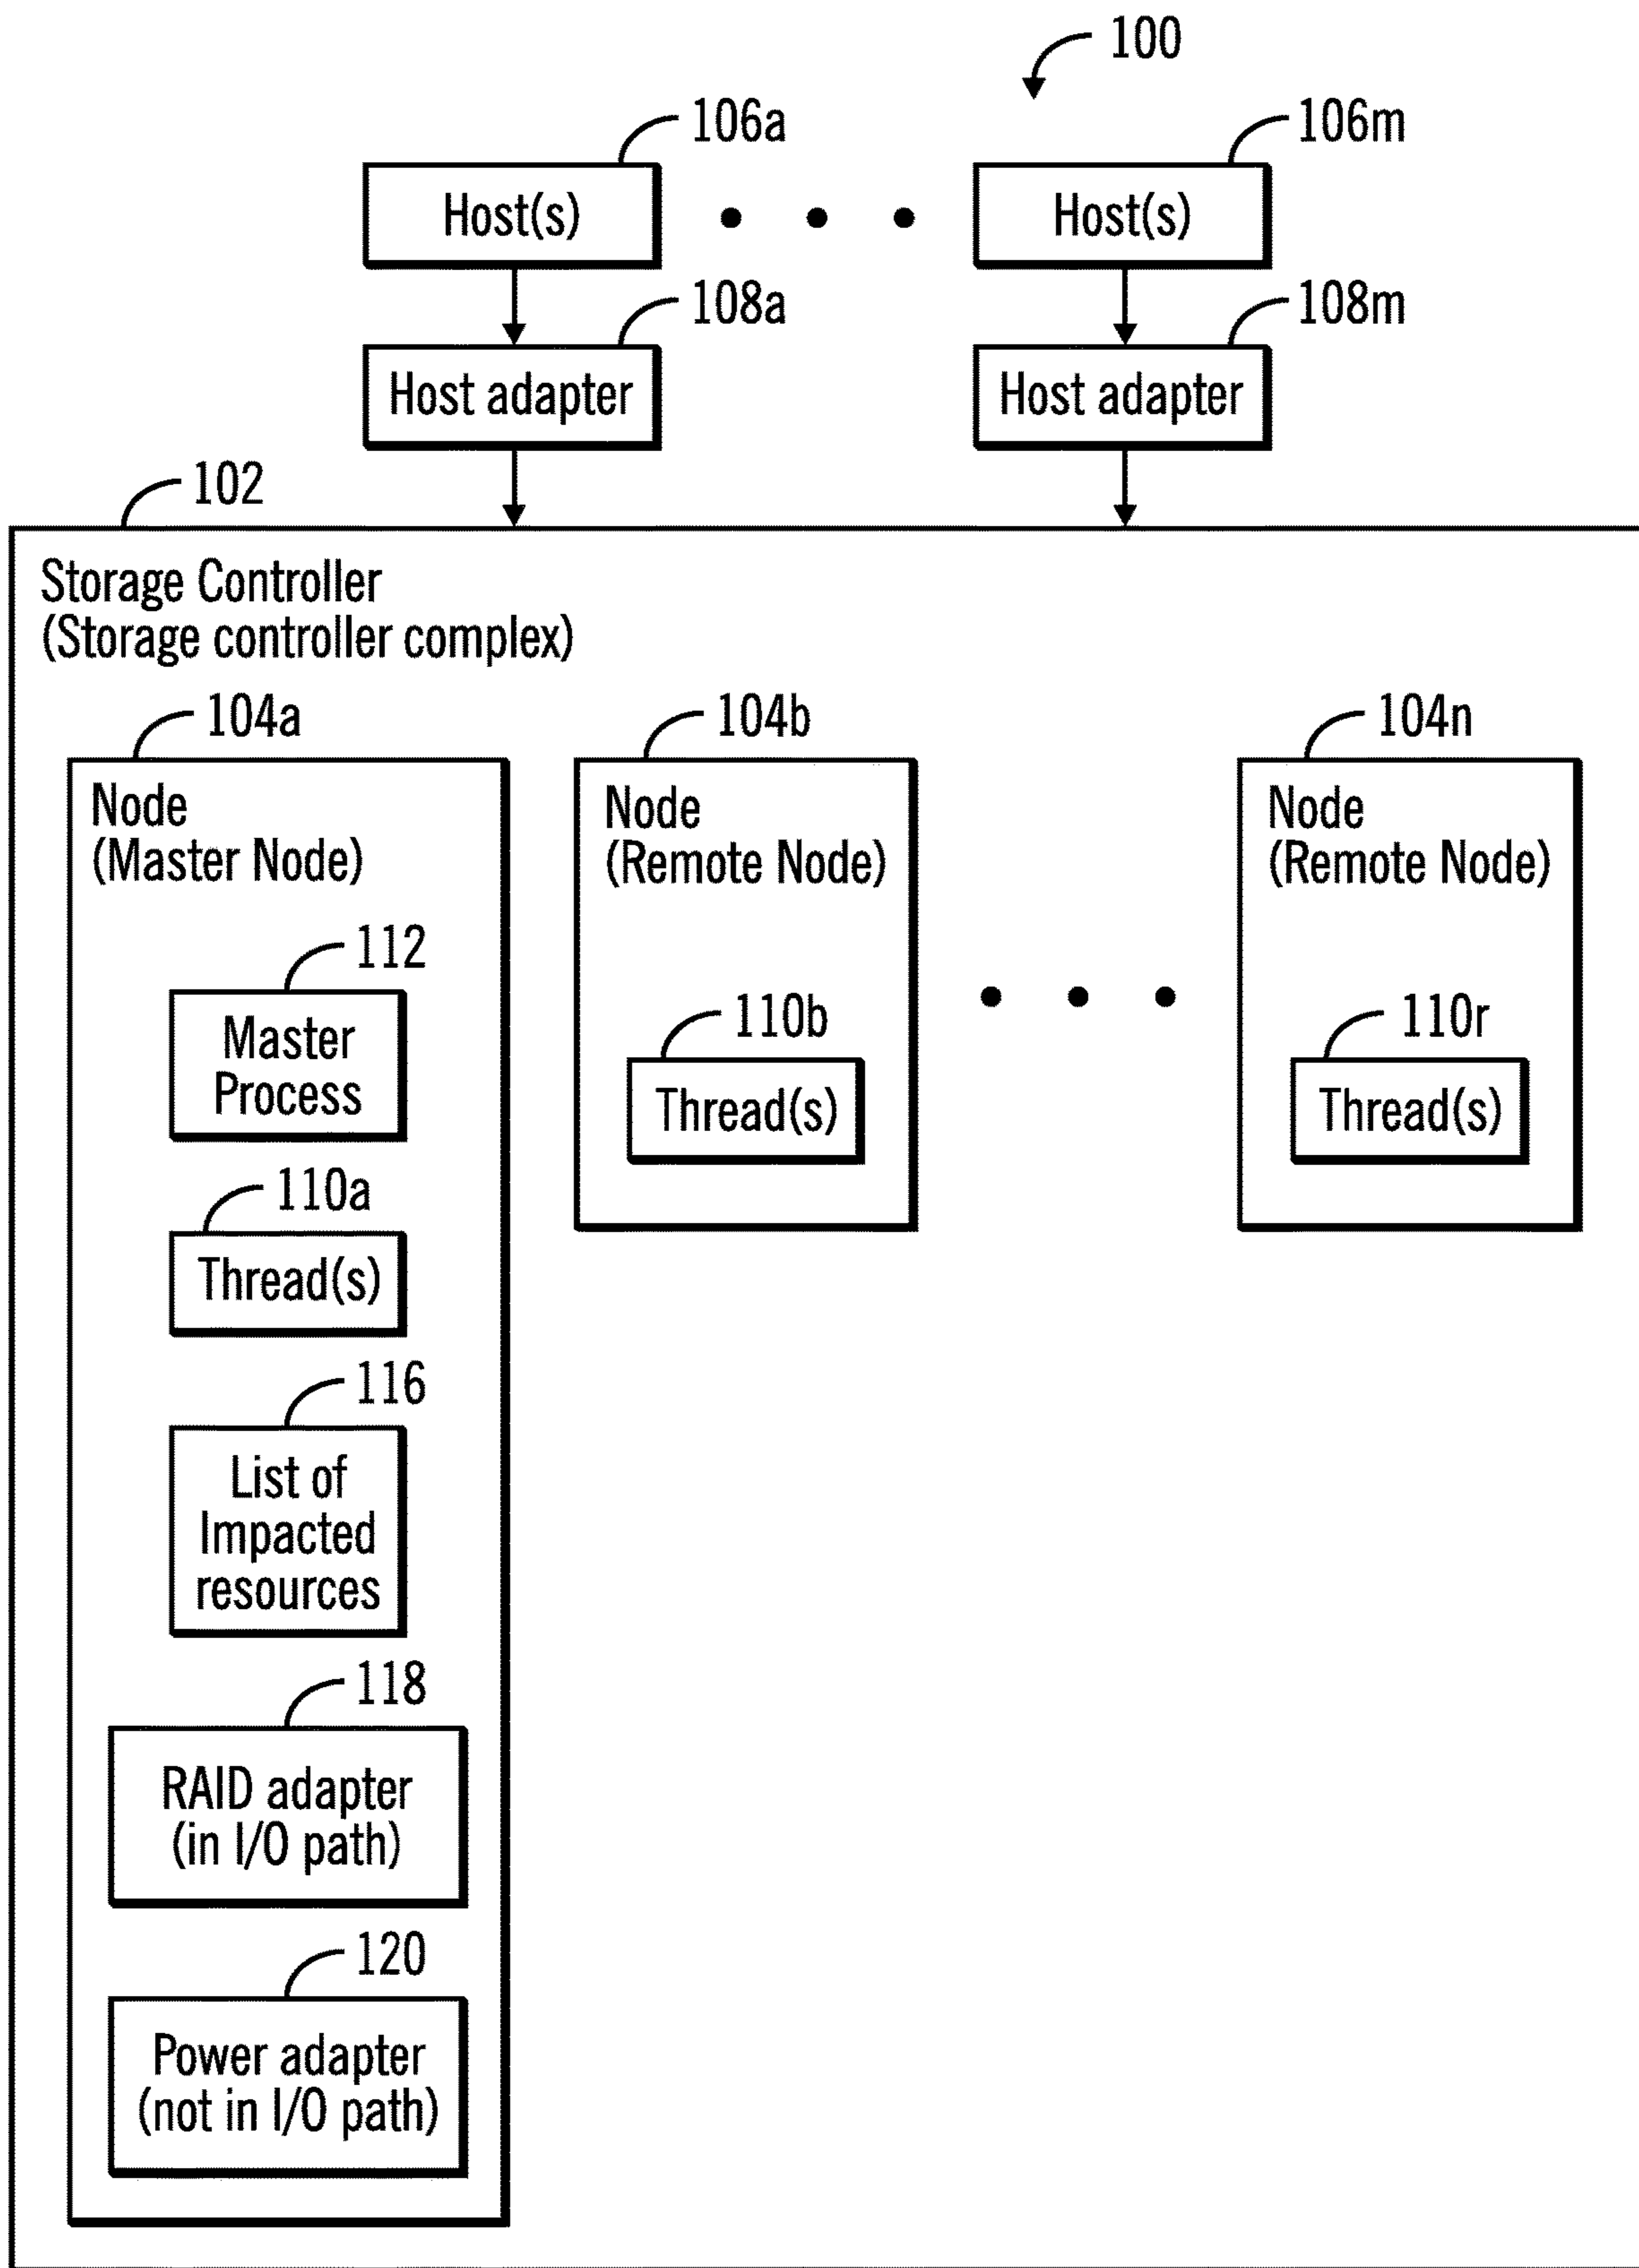 100
106a
106m
Host(s)
Host(s)
108a
108m
Host adapter
Host adapter
102
Storage Controller
(Storage controller complex)
104a
104b
104n
Node
(Master Node)
Node
(Remote Node)
Node
(Remote Node)
112
Master
Process
110b
110r
Thread(s)
Thread(s)
110a
Thread(s)
116
List of
Impacted
resources
118
RAID adapter
(in I/O path)
120
Power adapter
(not in I/O path)